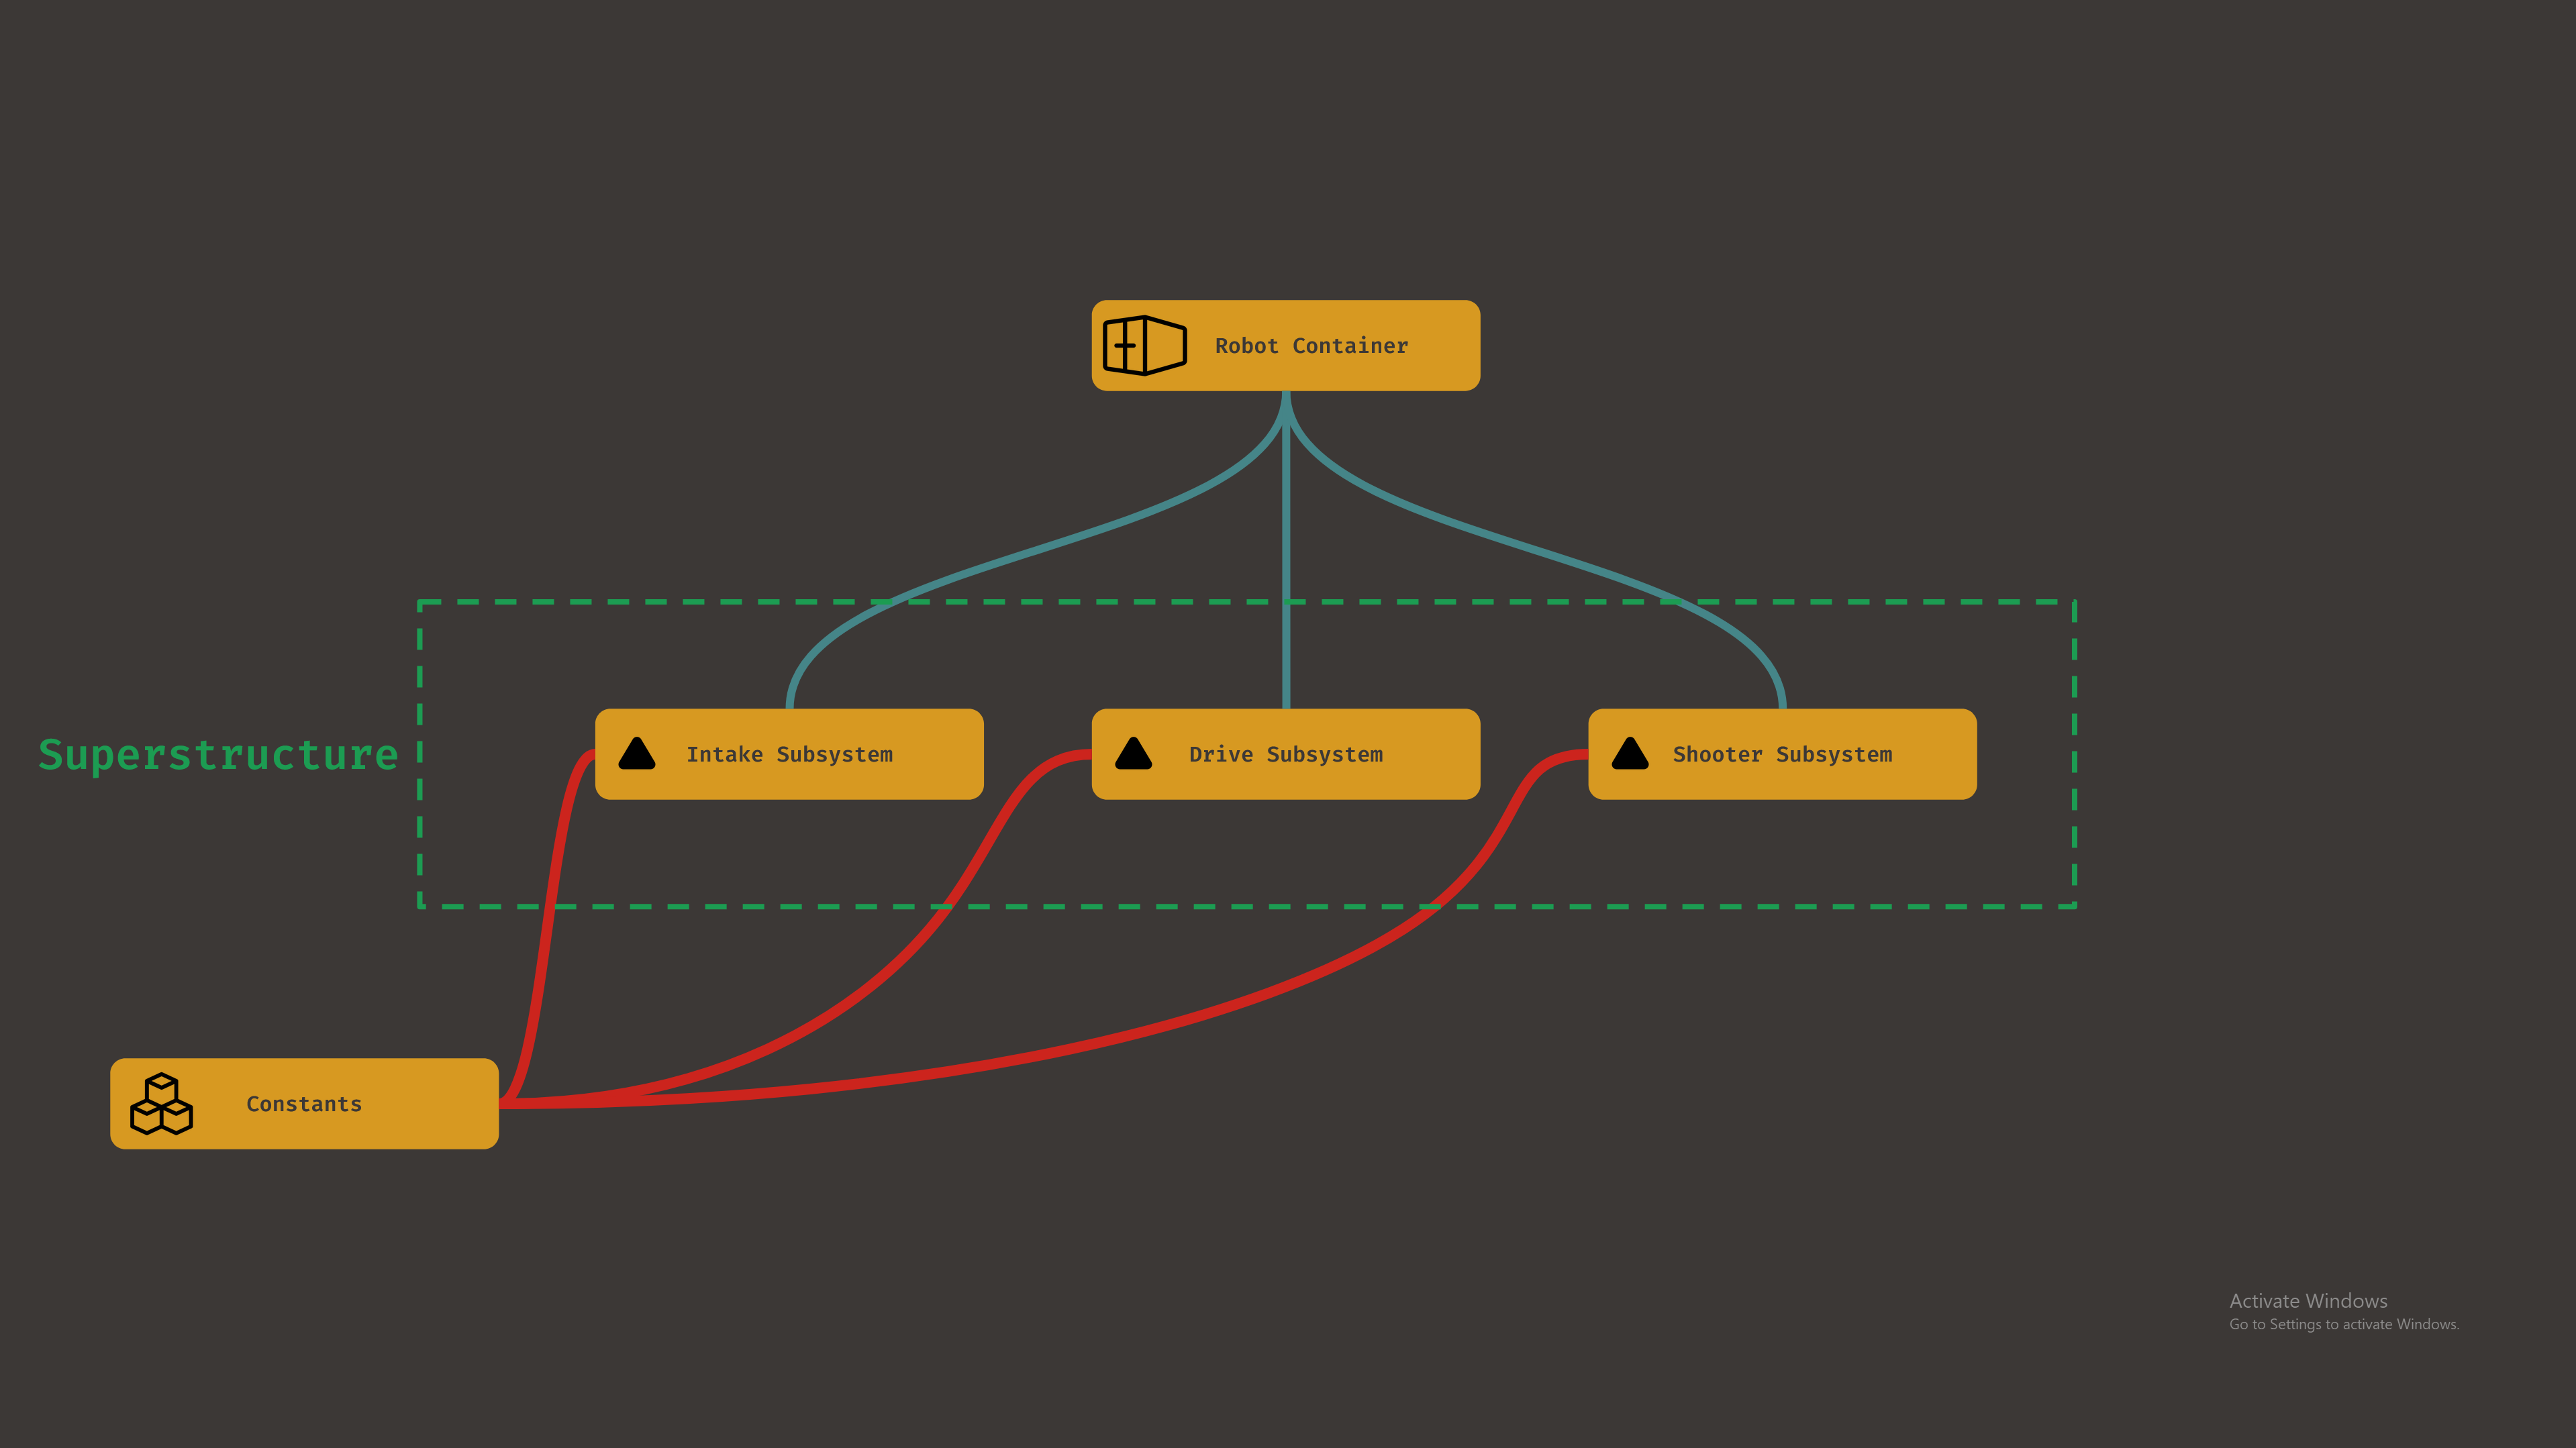 Robot Container
Superstructure
Intake Subsystem
Drive Subsystem
Shooter Subsystem
Constants
Activate Windows
Go to Settings to activate Windows.